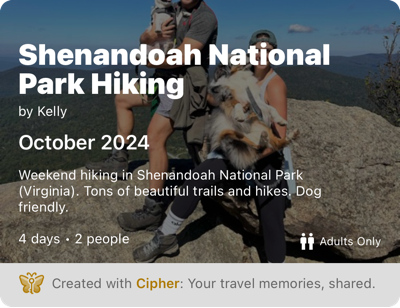 Shenandoah National
Park Hiking
by Kelly
October 2024
Weekend hiking in Shenandoah National Park
(Virginia). Tons of beautiful trails and hikes, Dog
friendly.
4 days • 2 people
Adults Only
Created with Cipher: Your travel memories, shared.